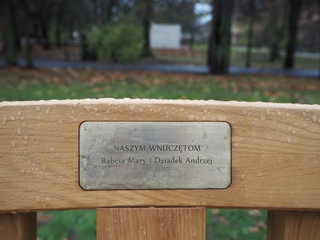 NASZYM WNUCZĘTOM
Babcia Mary i Dziadek Andrzej